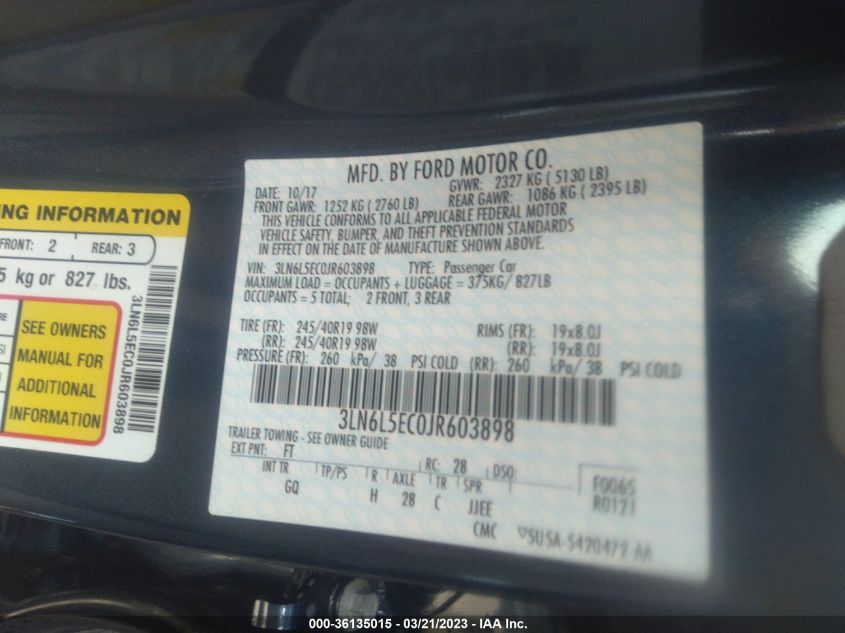 NG INFORMATION
FRONT: 2 REAR: 3
5 kg or 827 lbs.
SEE OWNERS
MANUAL FOR
ADDITIONAL
INFORMATION
3LN6L5EC0JR603898
MFD. BY FORD MOTOR CO.
DATE: 10/17 GVWR: 2327 KG ( 5130 LB)
FRONT GAWR: 1252 KG ( 2760 LB) REAR GAWR: 1086 KG ( 2395 LB)
THIS VEHICLE CONFORMS TO ALL APPLICABLE FEDERAL MOTOR
VEHICLE SAFETY, BUMPER, AND THEFT PREVENTION STANDARDS
IN EFFECT ON THE DATE OF MANUFACTURE SHOWN ABOVE.
VIN: 3LN6L5EC0JR603898 TYPE: Passenger Car
MAXIMUM LOAD = OCCUPANTS + LUGGAGE = 375KG/ 827LB
OCCUPANTS = 5 TOTAL; 2 FRONT, 3 REAR
TIRE (FR): 245/40R19 98W RIMS (FR): 19x8.0J
(RR): 245/40R19 98W (RR): 19x8.0J
PRESSURE (FR): 260 kPa/ 38 PSI COLD (RR): 260 kPa/ 38 PSI COLD
3LN6L5EC0JR603898
TRAILER TOWING - SEE OWNER GUIDE
EXT PNT: FT RC: 28 DSO: F0065
INT TR TP/PS R AXLE TR SPR R0121
GQ H 28 C JJEE
CMC
000-36135015 - 03/21/2023 - © IAA, Inc.